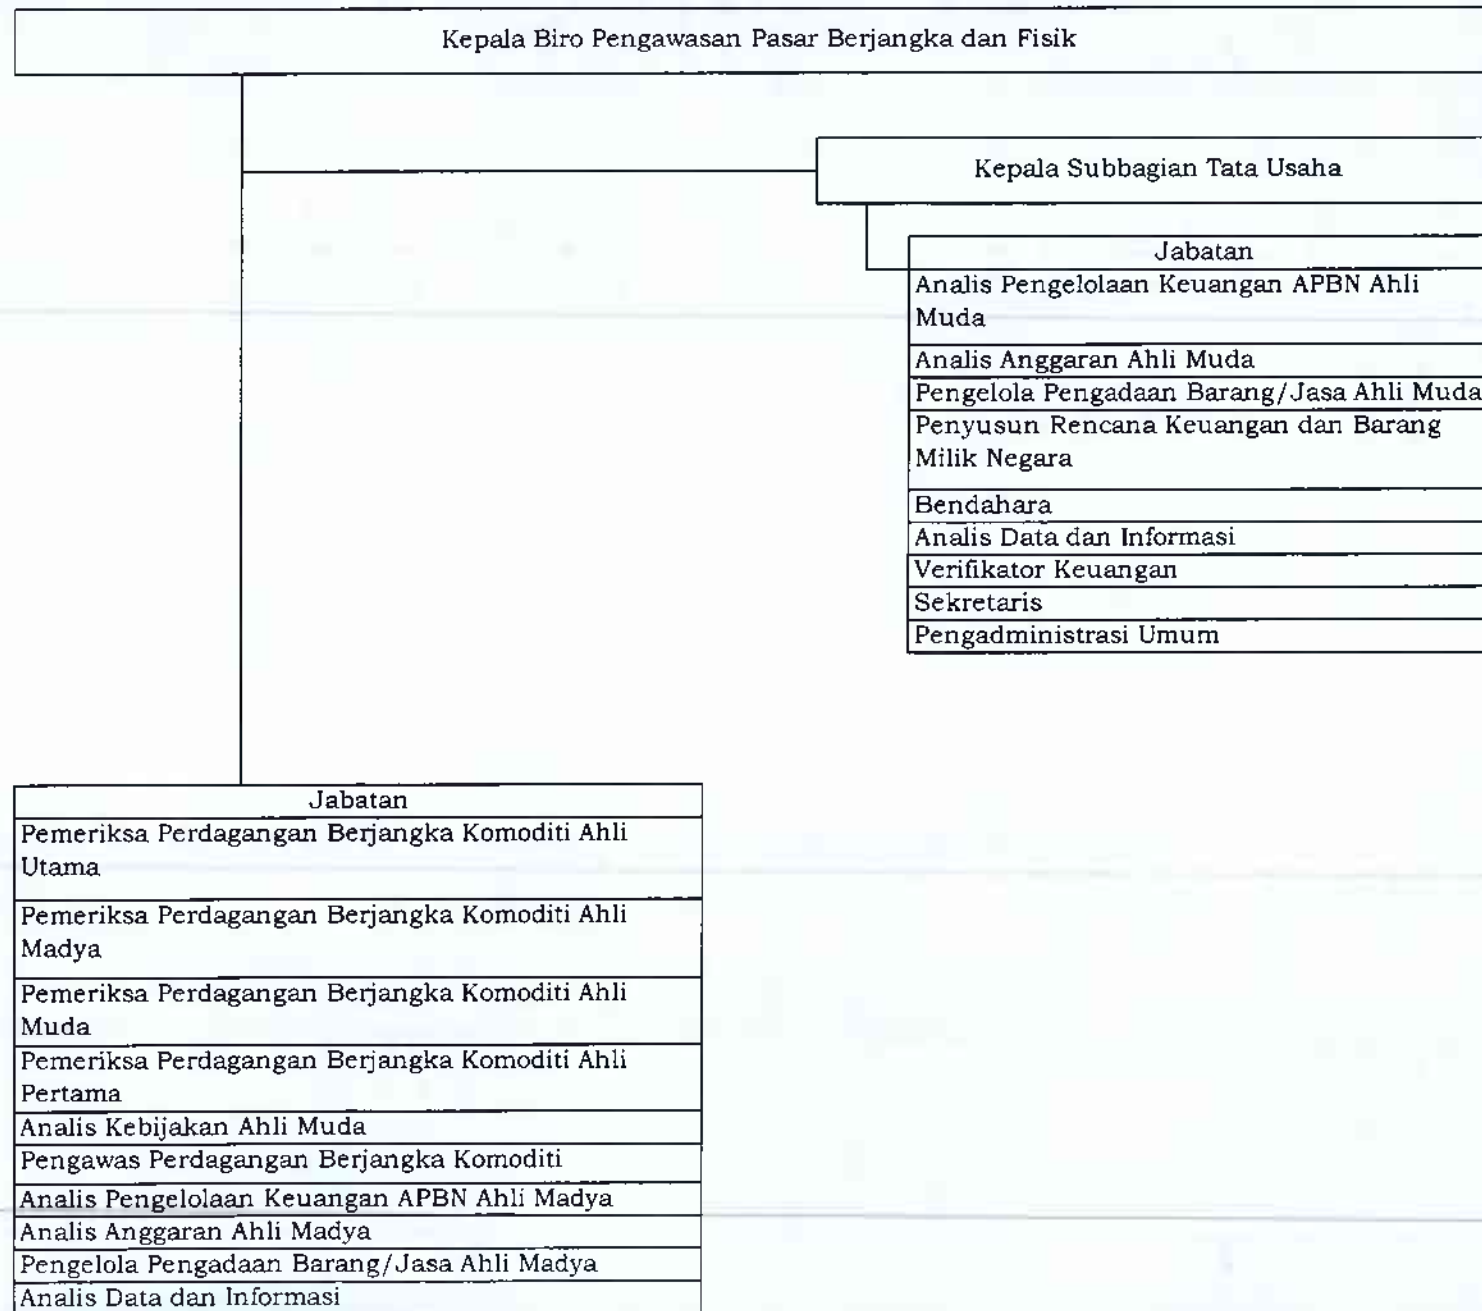 Kepala Biro Pengawasan Pasar Berjangka dan Fisik
Kepala Subbagian Tata Usaha
Jabatan
Analis Pengelolaan Keuangan APBN Ahli
Muda
Analis Anggaran Ahli Muda
Pengelola Pengadaan Barang/Jasa Ahli Muda
Penyusun Rencana Keuangan dan Barang
Milik Negara
Bendahara
Analis Data dan Informasi
Verifikator Keuangan
Sekretaris
Pengadministrasi Umum
Jabatan
Pemeriksa Perdagangan Berjangka Komoditi Ahli
Utama
Pemeriksa Perdagangan Berjangka Komoditi Ahli
Madya
Pemeriksa Perdagangan Berjangka Komoditi Ahli
Muda
Pemeriksa Perdagangan Berjangka Komoditi Ahli
Pertama
Analis Kebijakan Ahli Muda
Pengawas Perdagangan Berjangka Komoditi
Analis Pengelolaan Keuangan APBN Ahli Madya
Analis Anggaran Ahli Madya
Pengelola Pengadaan Barang/Jasa Ahli Madya
Analis Data dan Informasi